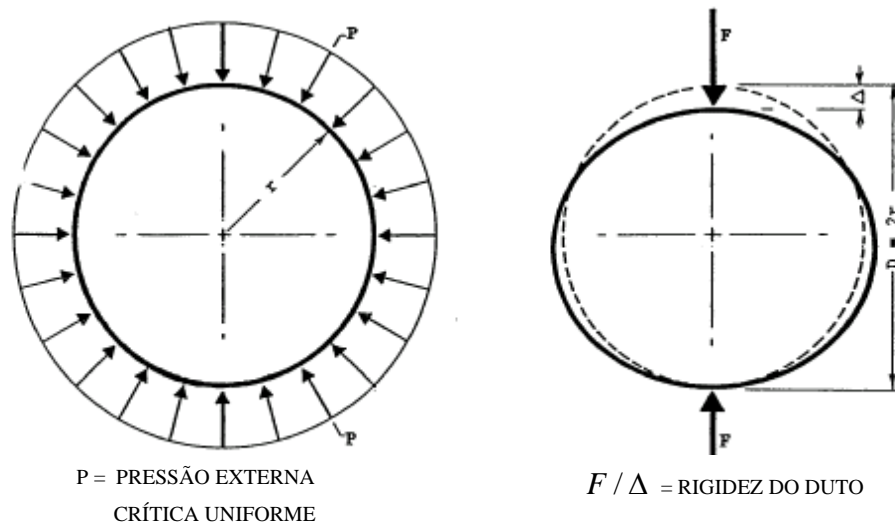 P
r
P
P = PRESSÃO EXTERNA
CRÍTICA UNIFORME
F
Δ
D = 2r
F
F / Δ = RIGIDEZ DO DUTO